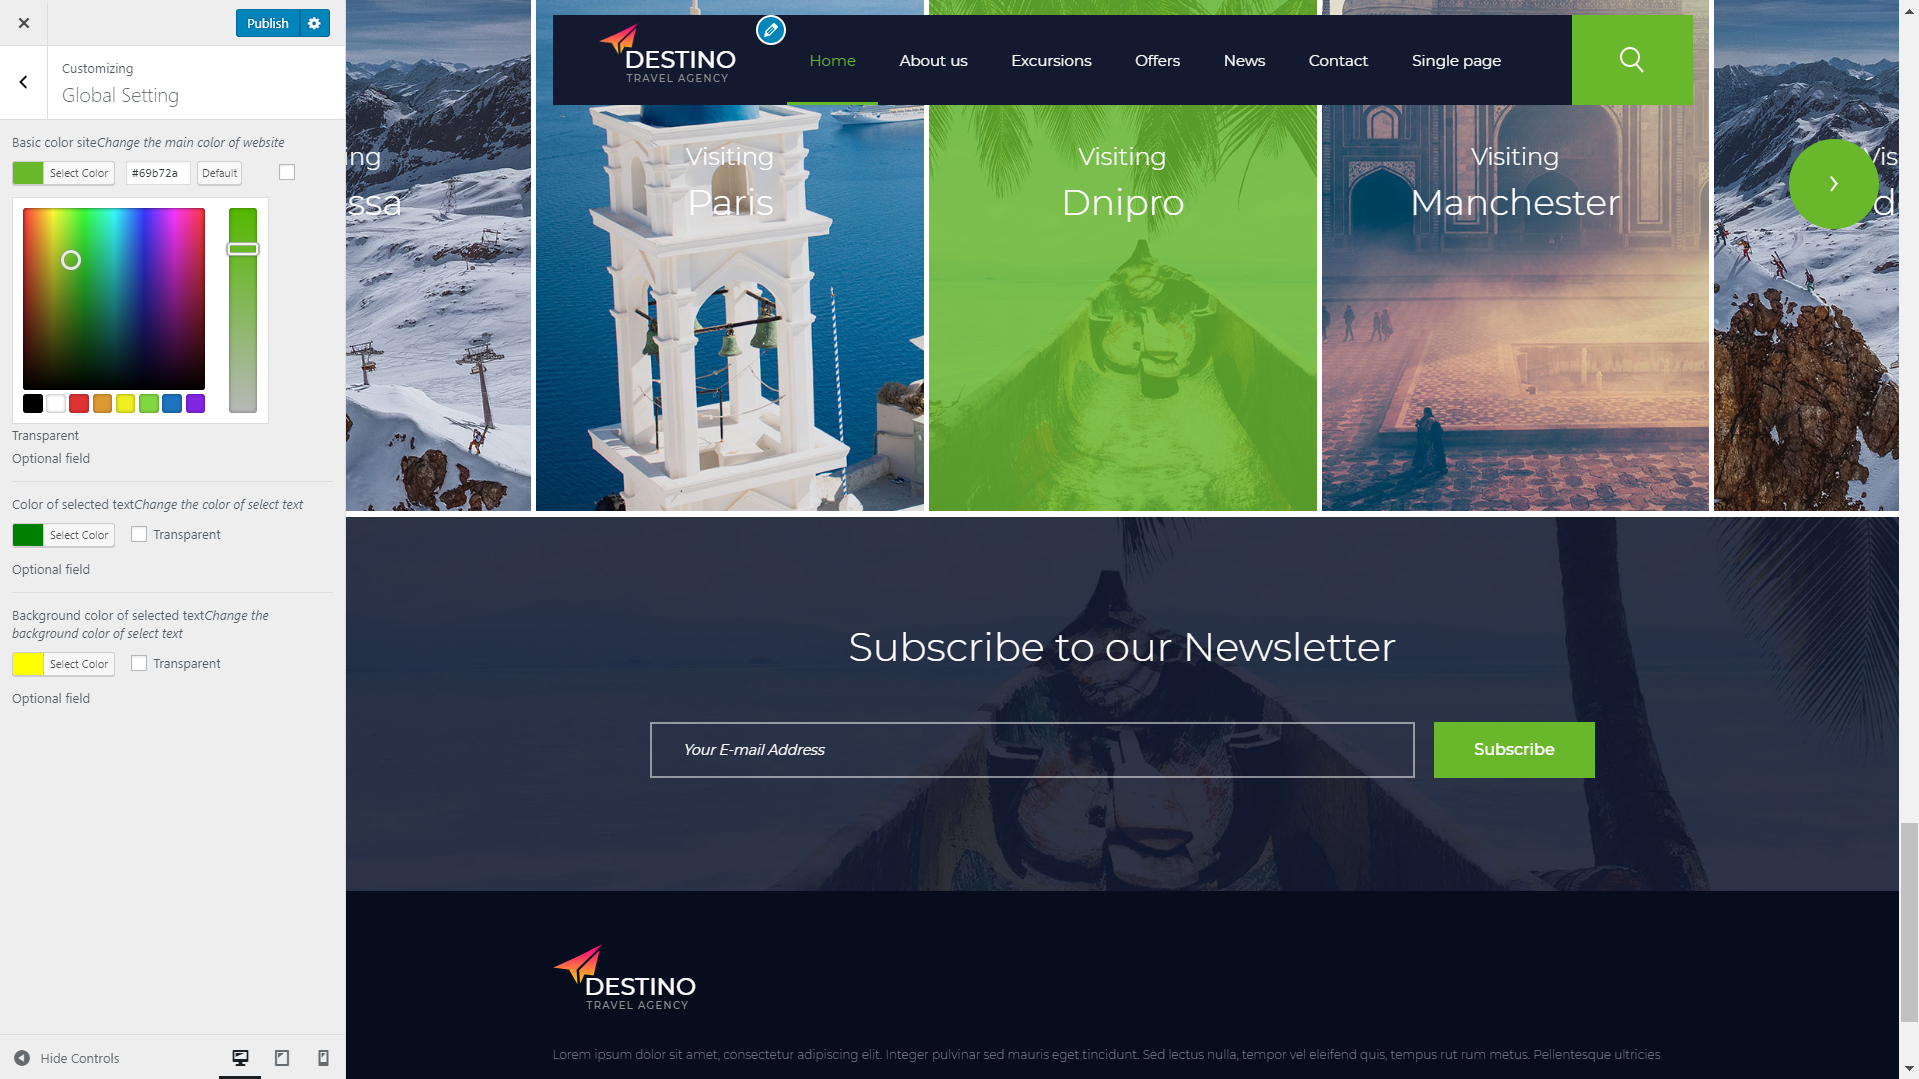 Publish
Customizing
Global Setting
Basic color siteChange the main color of website
Select Color
#69b72a
Default
Transparent
Optional field
Color of selected textChange the color of select text
Select Color
Transparent
Optional field
Background color of selected textChange the
background color of select text
Select Color
Transparent
Optional field
Hide Controls
DESTINO
TRAVEL AGENCY
Home
About us
Excursions
Offers
News
Contact
Single page
ing
ssa
Visiting
Paris
Visiting
Dnipro
Visiting
Manchester
Vis
d
Subscribe to our Newsletter
Your E-mail Address
Subscribe
DESTINO
TRAVEL AGENCY
Lorem ipsum dolor sit amet, consectetur adipiscing elit. Integer pulvinar sed mauris eget tincidunt. Sed lectus nulla, tempor vel eleifend quis, tempus rut rum metus. Pellentesque ultricies